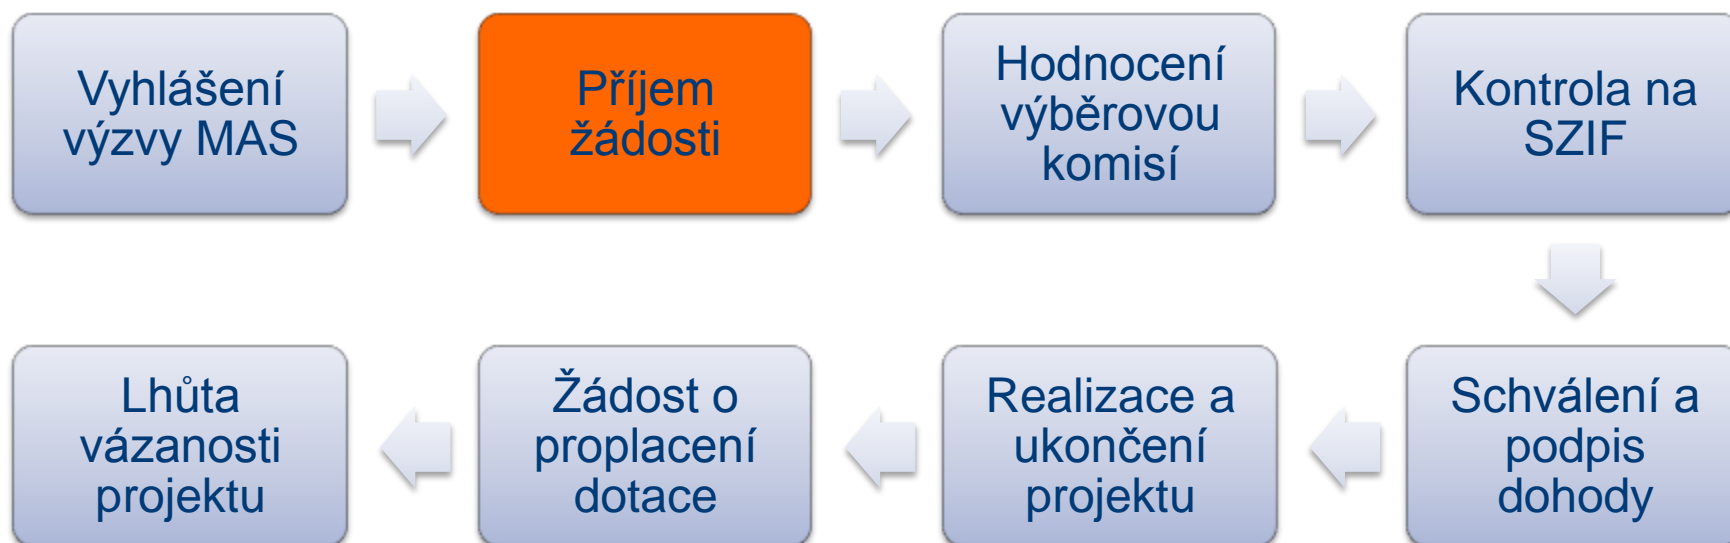 Vyhlášení
výzvy MAS
Příjem
žádosti
Hodnocení
výběrovou
komisí
Kontrola na
SZIF
Schválení a
podpis
dohody
Realizace a
ukončení
projektu
Žádost o
proplacení
dotace
Lhůta
vázanosti
projektu